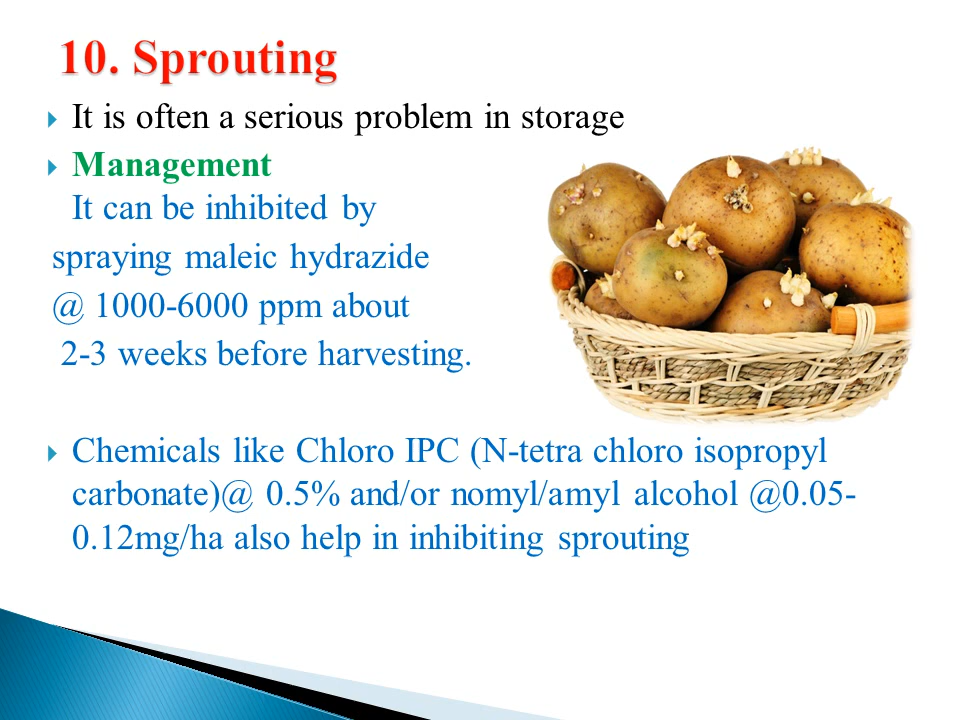 10. Sprouting
It is often a serious problem in storage
Management
It can be inhibited by
spraying maleic hydrazide
@ 1000-6000 ppm about
2-3 weeks before harvesting.
Chemicals like Chloro IPC (N-tetra chloro isopropyl
carbonate)@ 0.5% and/or nomyl/amyl alcohol @0.05-
0.12mg/ha also help in inhibiting sprouting